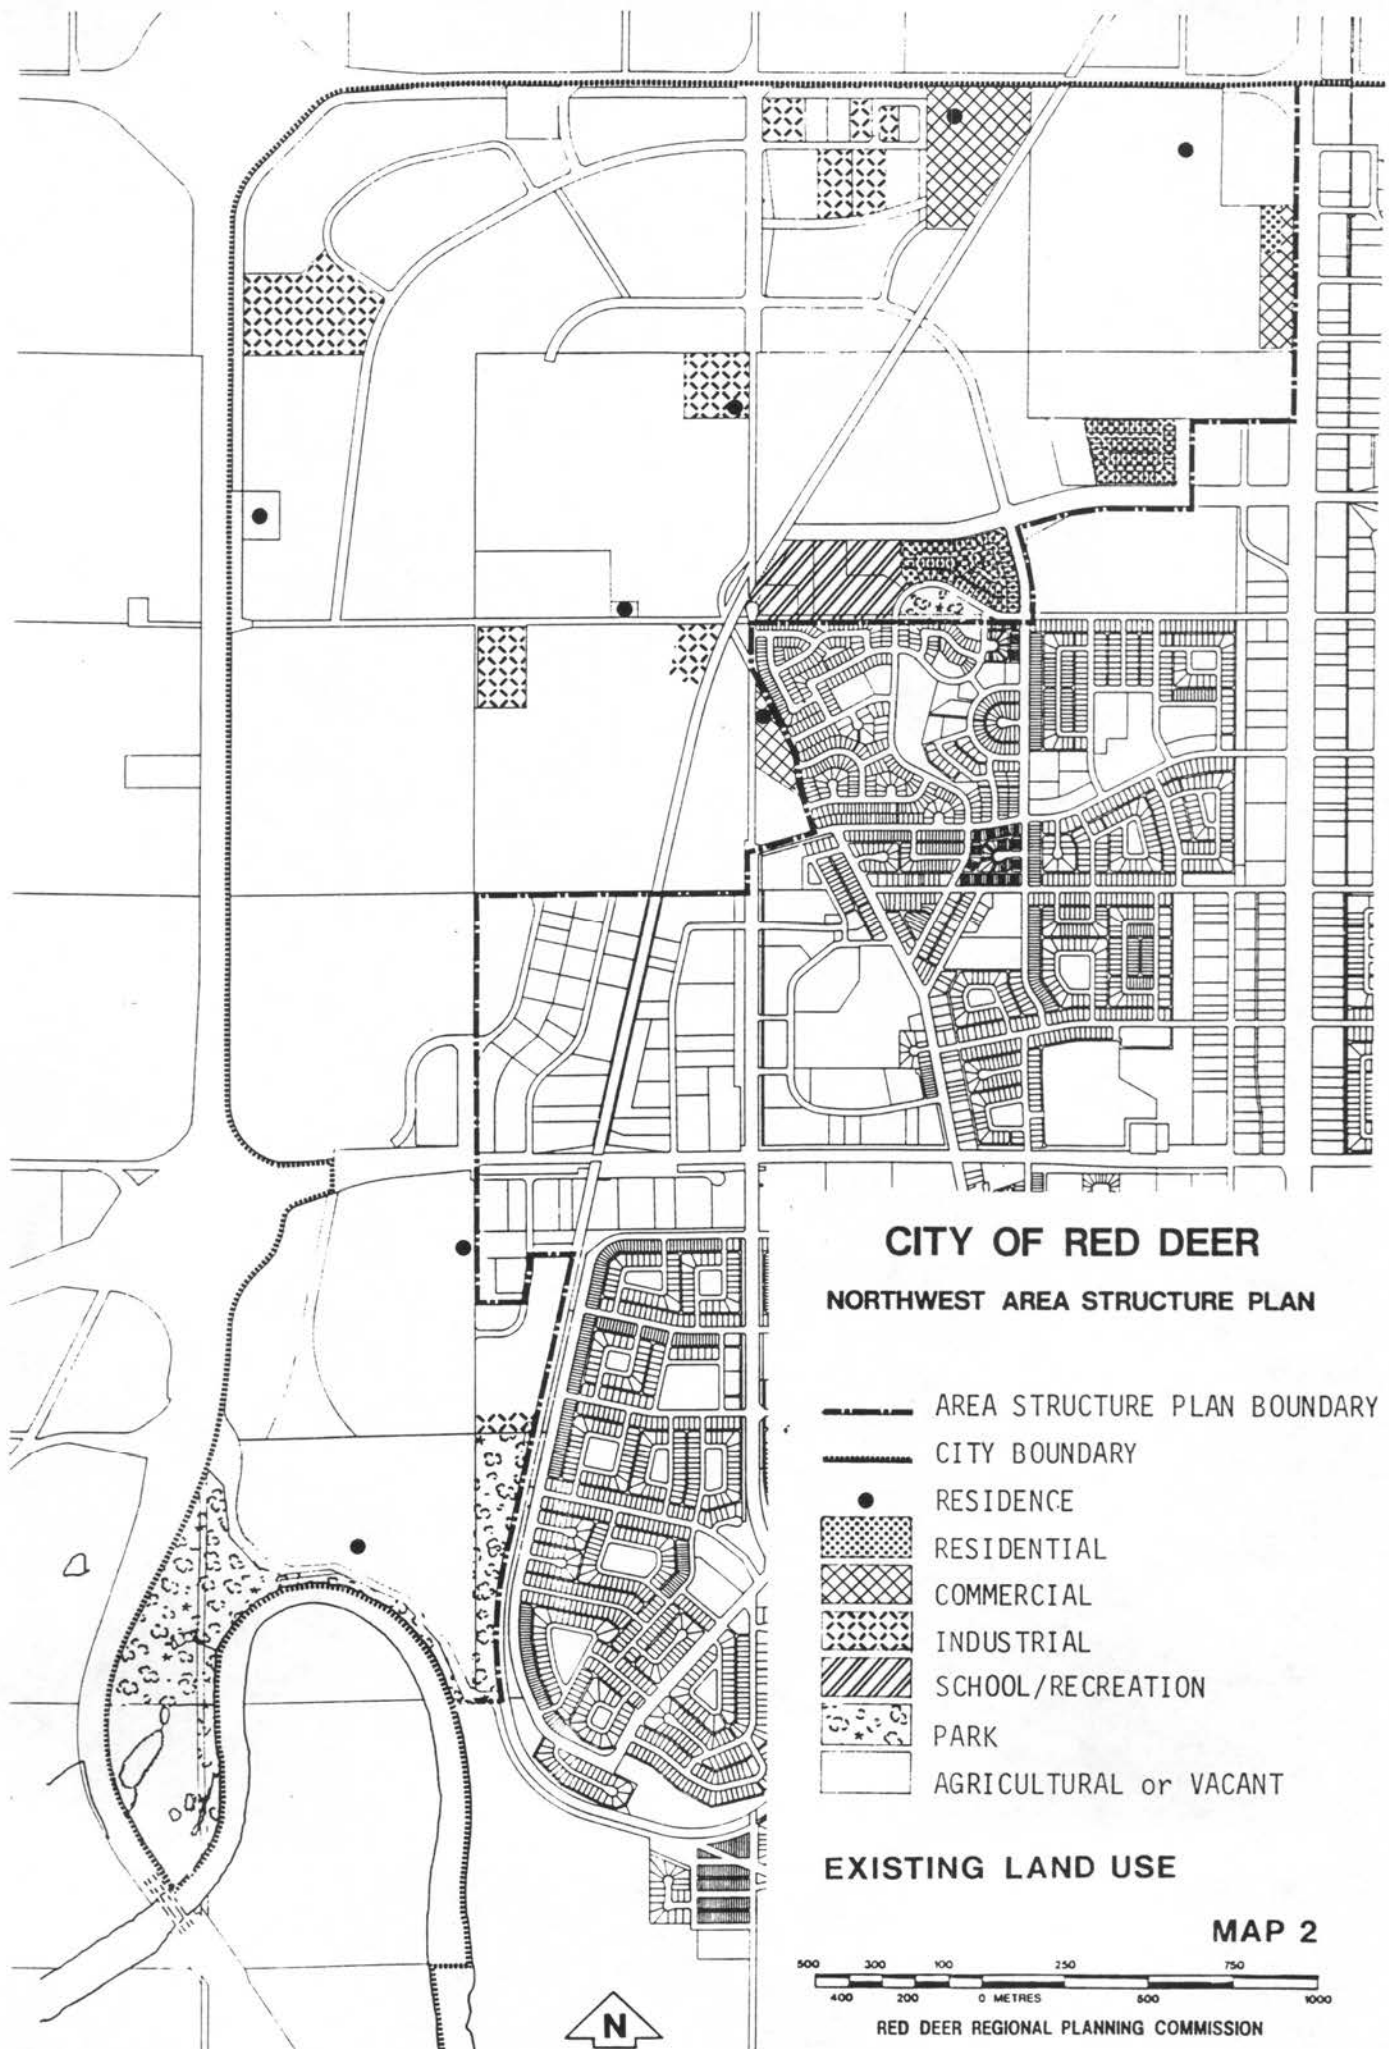 CITY OF RED DEER
NORTHWEST AREA STRUCTURE PLAN
AREA STRUCTURE PLAN BOUNDARY
CITY BOUNDARY
RESIDENCE
RESIDENTIAL
COMMERCIAL
INDUSTRIAL
SCHOOL/RECREATION
PARK
AGRICULTURAL or VACANT
EXISTING LAND USE
MAP 2
500 300 100 250 750
400 200 0 METRES 500 1000
N
RED DEER REGIONAL PLANNING COMMISSION